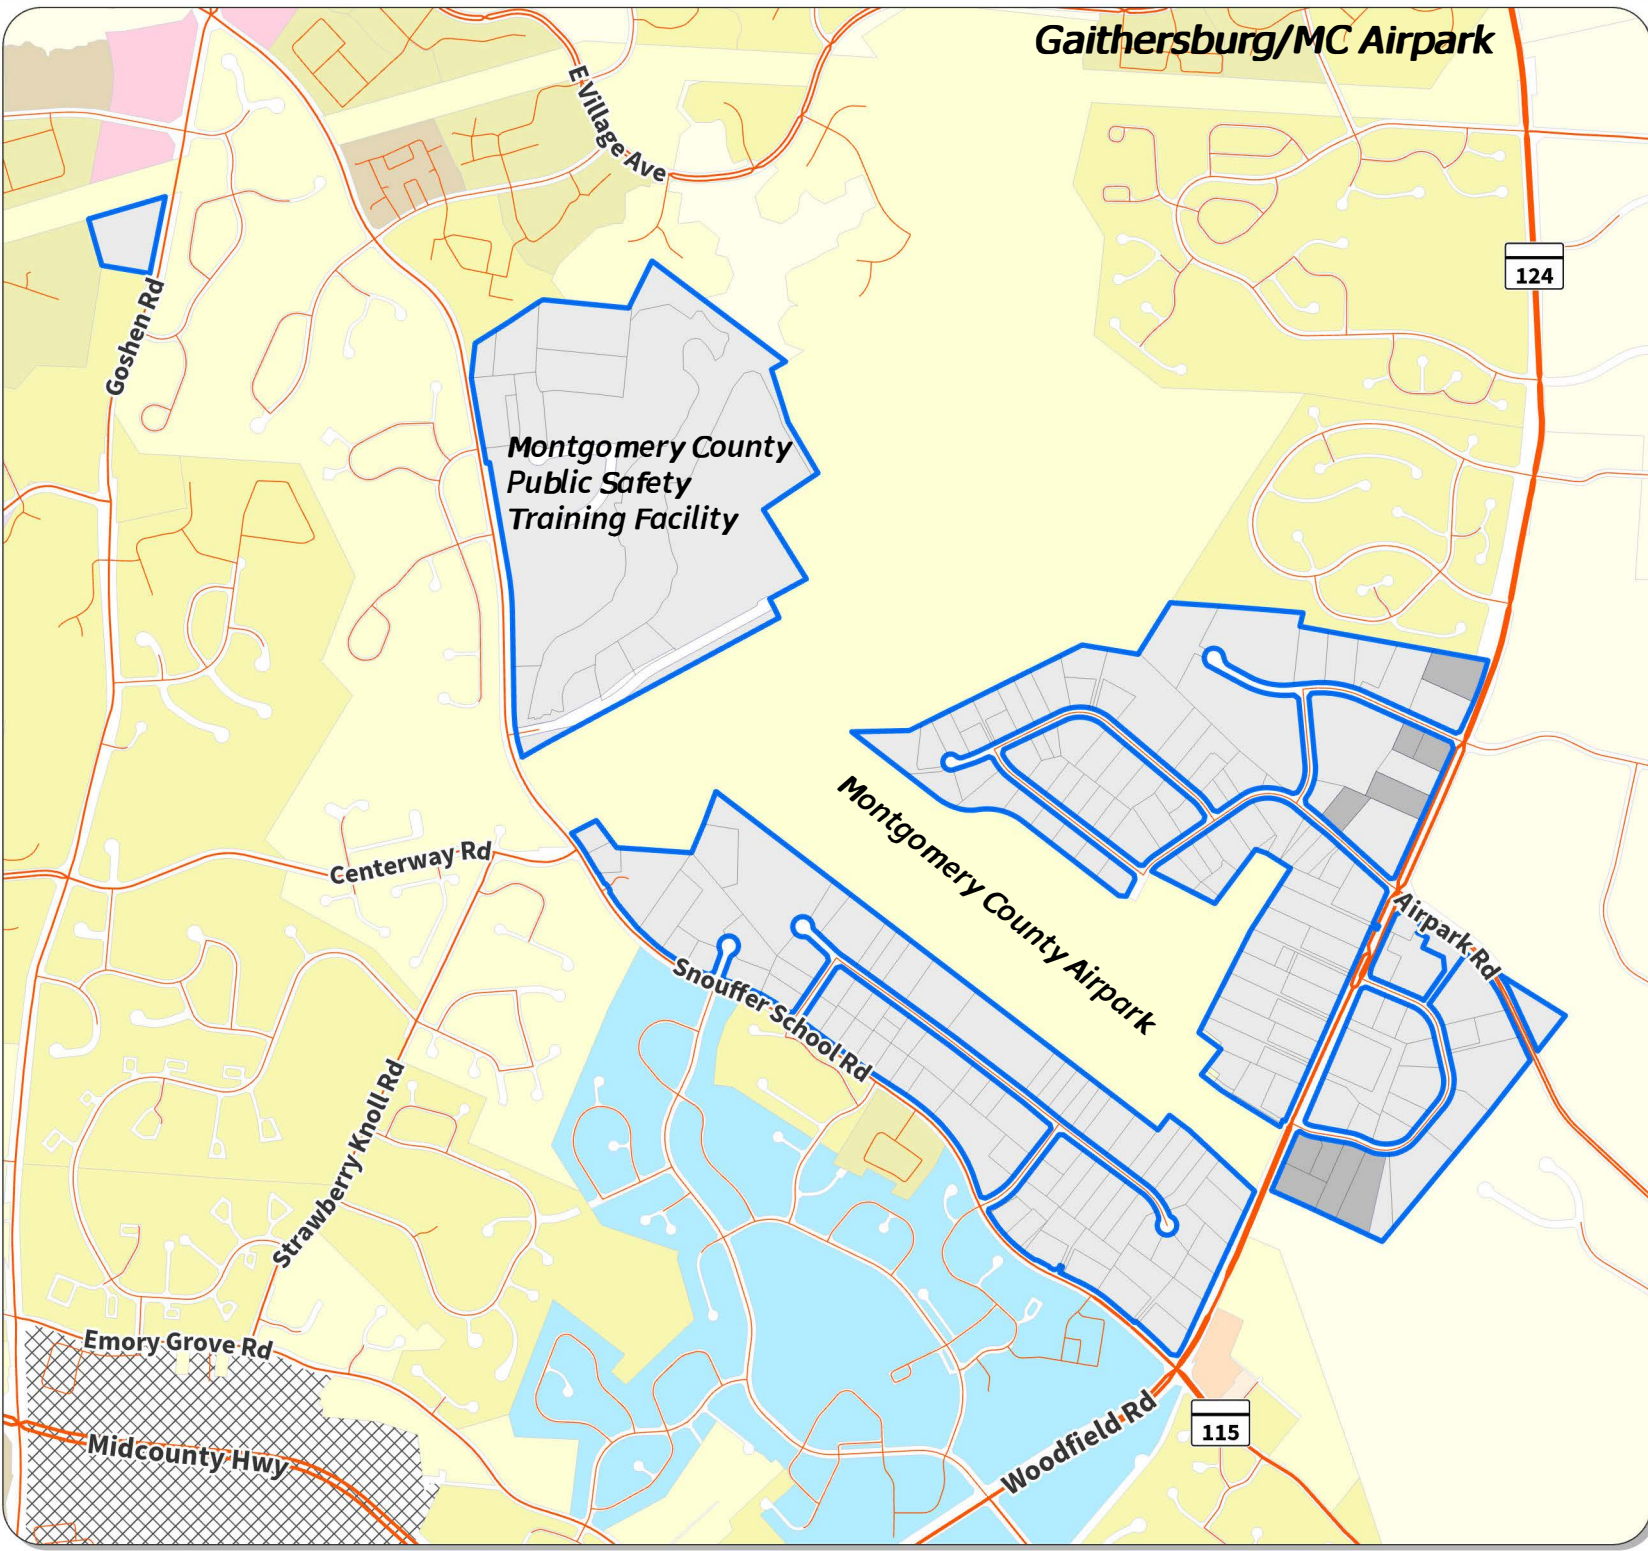 Gaithersburg/MC Airpark
E Village Ave
124
Goshen Rd
Montgomery County
Public Safety
Training Facility
Montgomery County Airpark
Centerway Rd
Airpark Rd
Snouffer School Rd
Strawberry Knoll Rd
Emory Grove Rd
Midcounty Hwy
Woodfield Rd
115